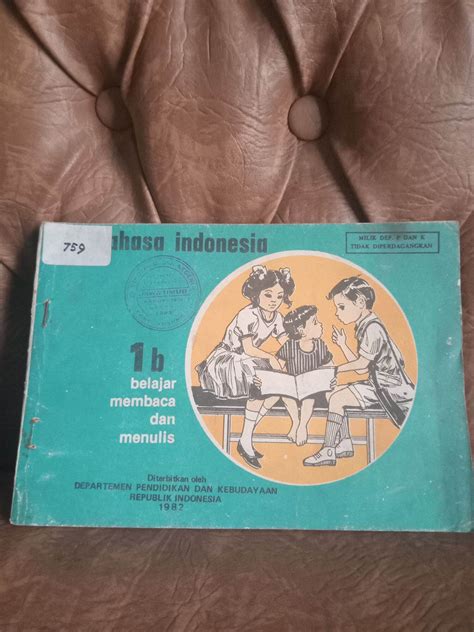 759
ahasa indonesia
MILIK DEP. P DAN K
TIDAK DIPERDAGANGKAN
1b
belajar
membaca
dan
menulis
Diterbitkan oleh
DEPARTEMEN PENDIDIKAN DAN KEBUDAYAAN
REPUBLIK INDONESIA
1982